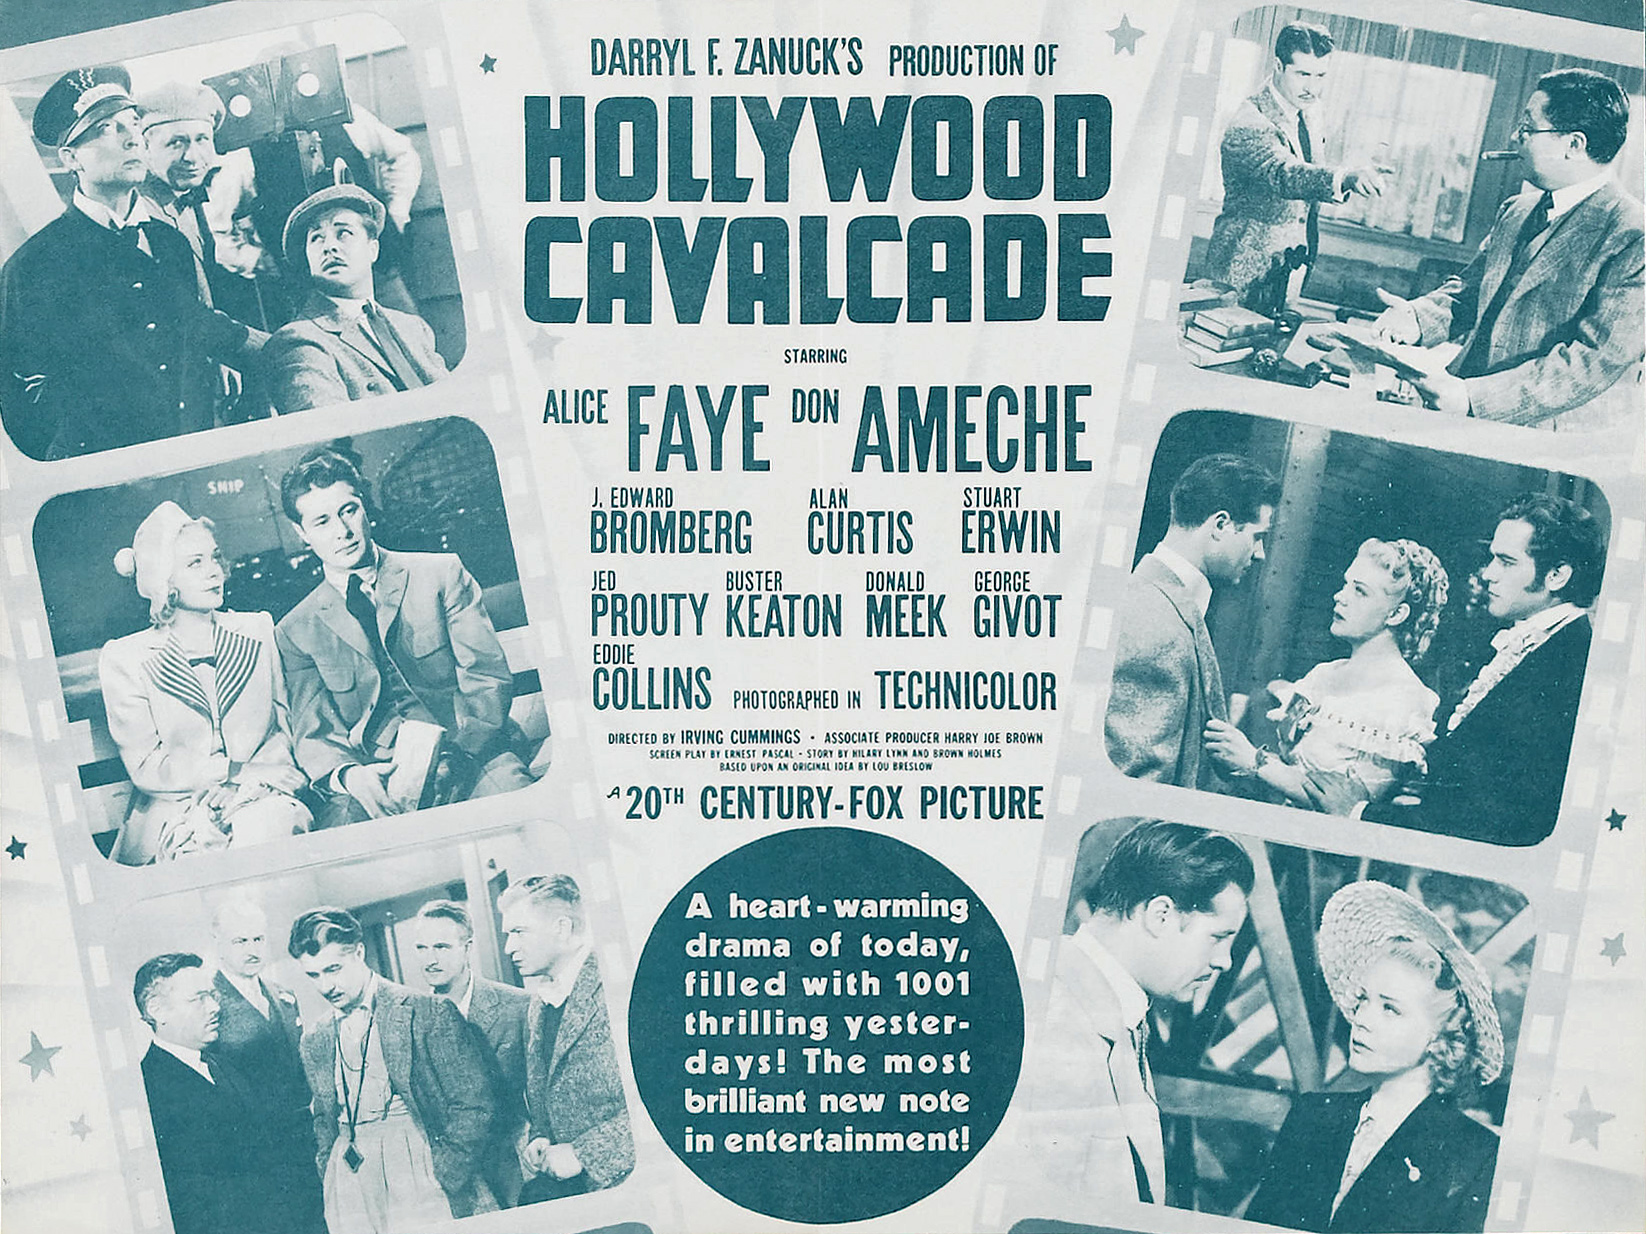 DARRYL F. ZANUCK'S PRODUCTION OF
HOLLYWOOD
CAVALCADE
STARRING
ALICE FAYE DON AMECHE
J. EDWARD BROMBERG ALAN CURTIS STUART ERWIN
JED PROUTY BUSTER KEATON DONALD MEEK GEORGE GIVOT
EDDIE COLLINS PHOTOGRAPHED IN TECHNICOLOR
DIRECTED BY IRVING CUMMINGS • ASSOCIATE PRODUCER HARRY JOE BROWN
SCREEN PLAY BY ERNEST PASCAL • STORY BY HILARY LYNN AND BROWN HOLMES
BASED UPON AN ORIGINAL IDEA BY LOU BRESLOW
A 20TH CENTURY-FOX PICTURE
A heart-warming
drama of today,
filled with 1001
thrilling yester-
days! The most
brilliant new note
in entertainment!